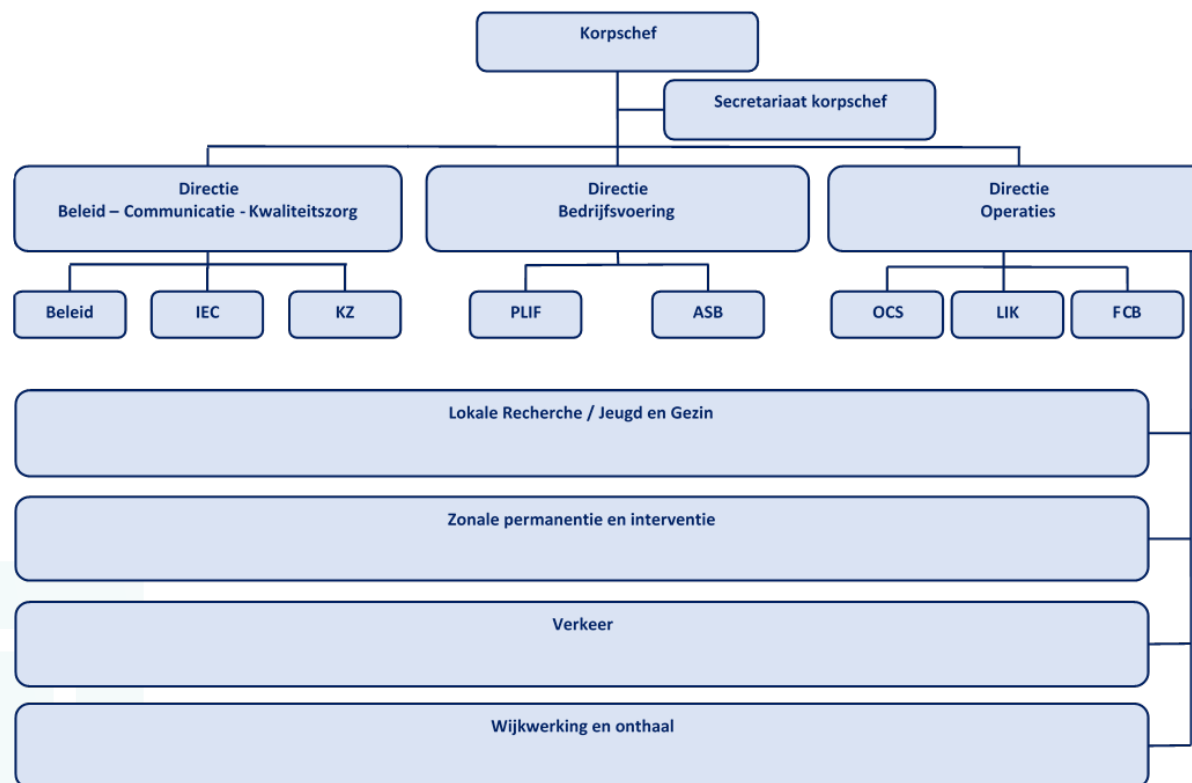 Korpschef
Secretariaat korpschef
Directie
Beleid – Communicatie - Kwaliteitszorg
Directie
Bedrijfsvoering
Directie
Operaties
Beleid
IEC
KZ
PLIF
ASB
OCS
LIK
FCB
Lokale Recherche / Jeugd en Gezin
Zonale permanentie en interventie
Verkeer
Wijkwerking en onthaal